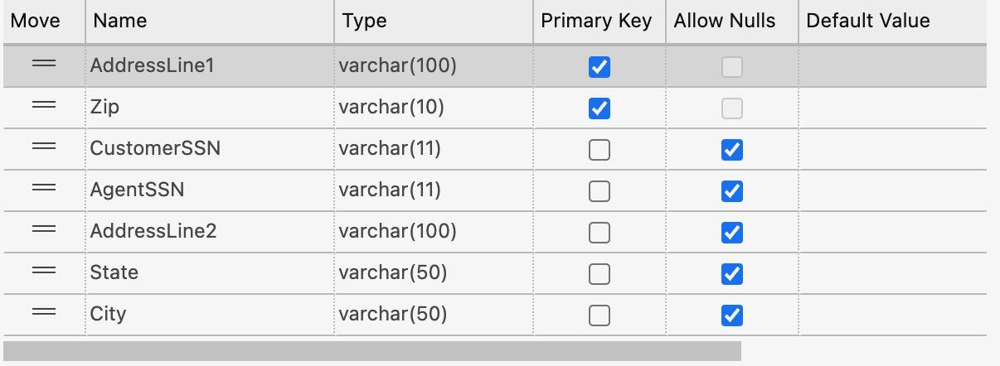 Move Name Type Primary Key Allow Nulls Default Value
AddressLine1 varchar(100)
Zip varchar(10)
CustomerSSN varchar(11)
AgentSSN varchar(11)
AddressLine2 varchar(100)
State varchar(50)
City varchar(50)